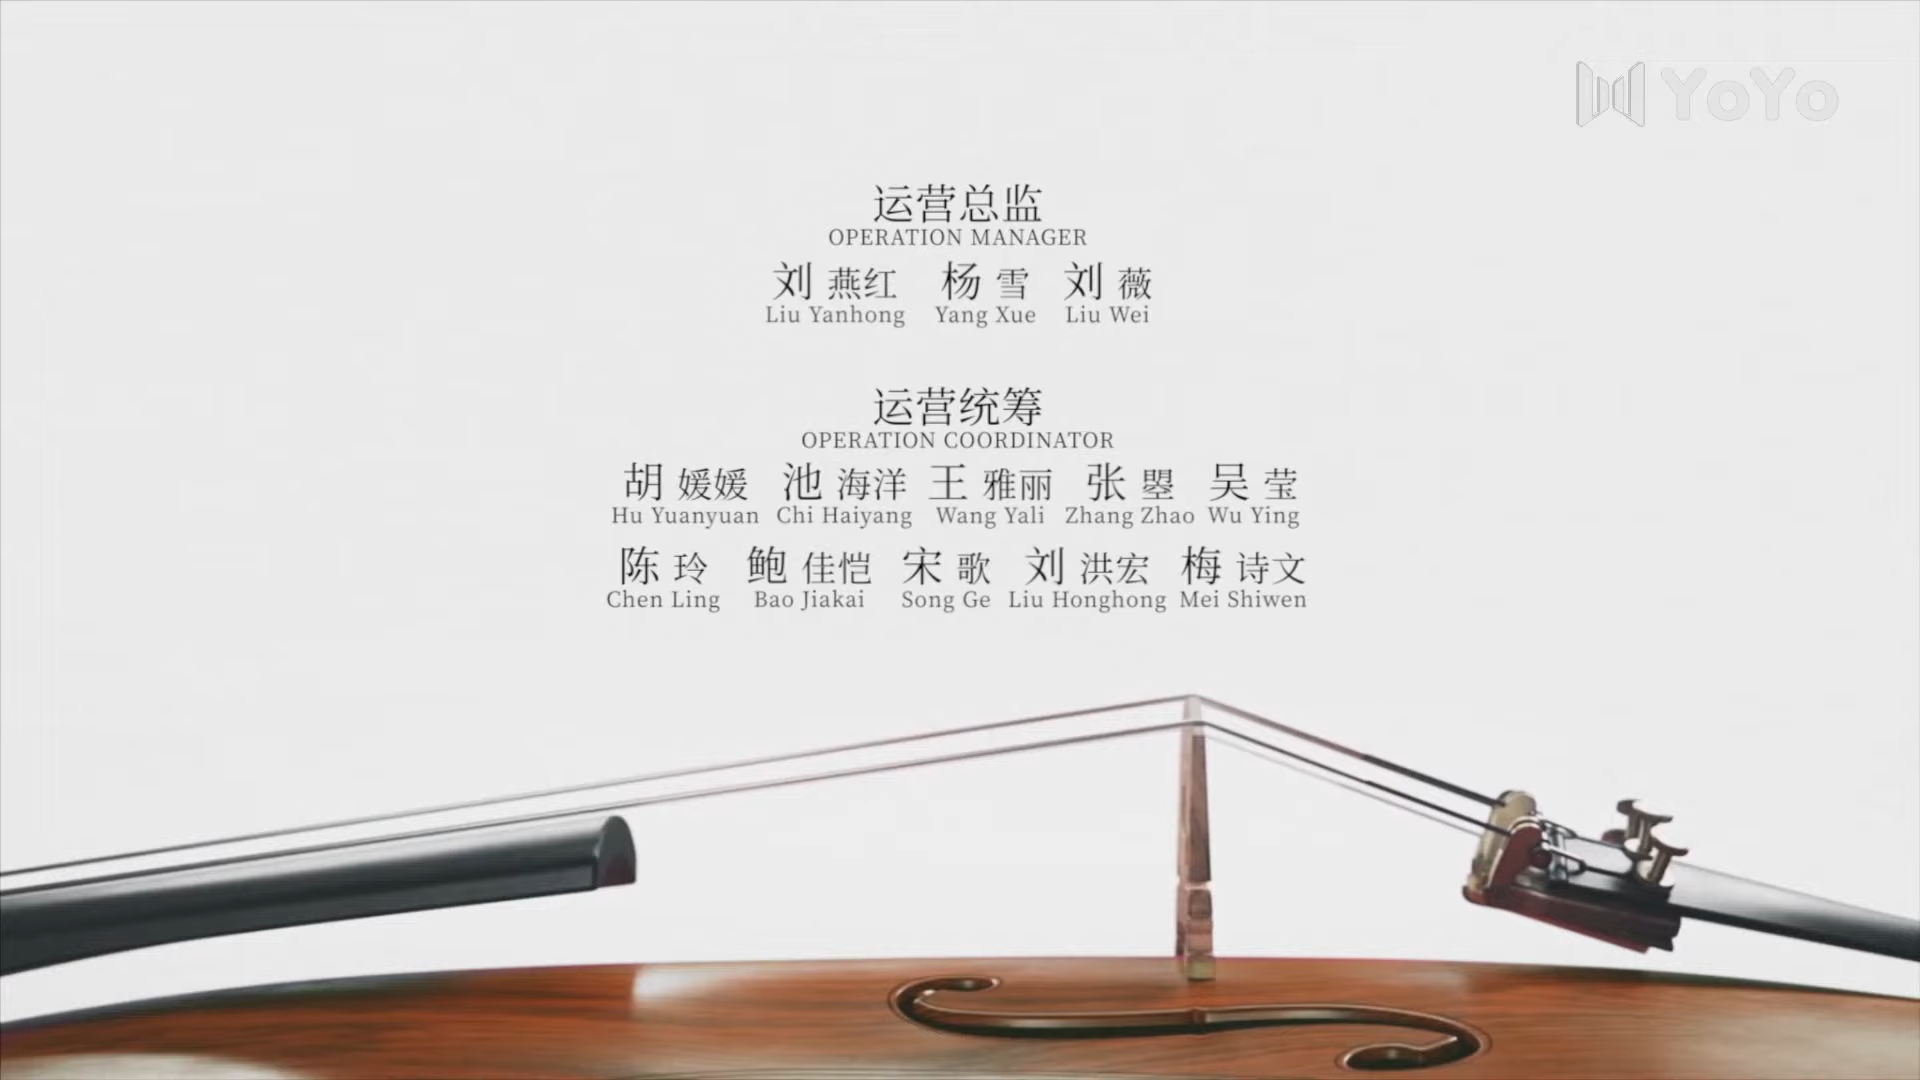 YoYo
运营总监
OPERATION MANAGER
刘 燕红 杨 雪 刘 薇
Liu Yanhong Yang Xue Liu Wei
运营统筹
OPERATION COORDINATOR
胡 媛媛 池 海洋 王 雅丽 张 曌 吴 莹
Hu Yuanyuan Chi Haiyang Wang Yali Zhang Zhao Wu Ying
陈 玲 鲍 佳恺 宋 歌 刘 洪宏 梅 诗文
Chen Ling Bao Jiakai Song Ge Liu Honghong Mei Shiwen